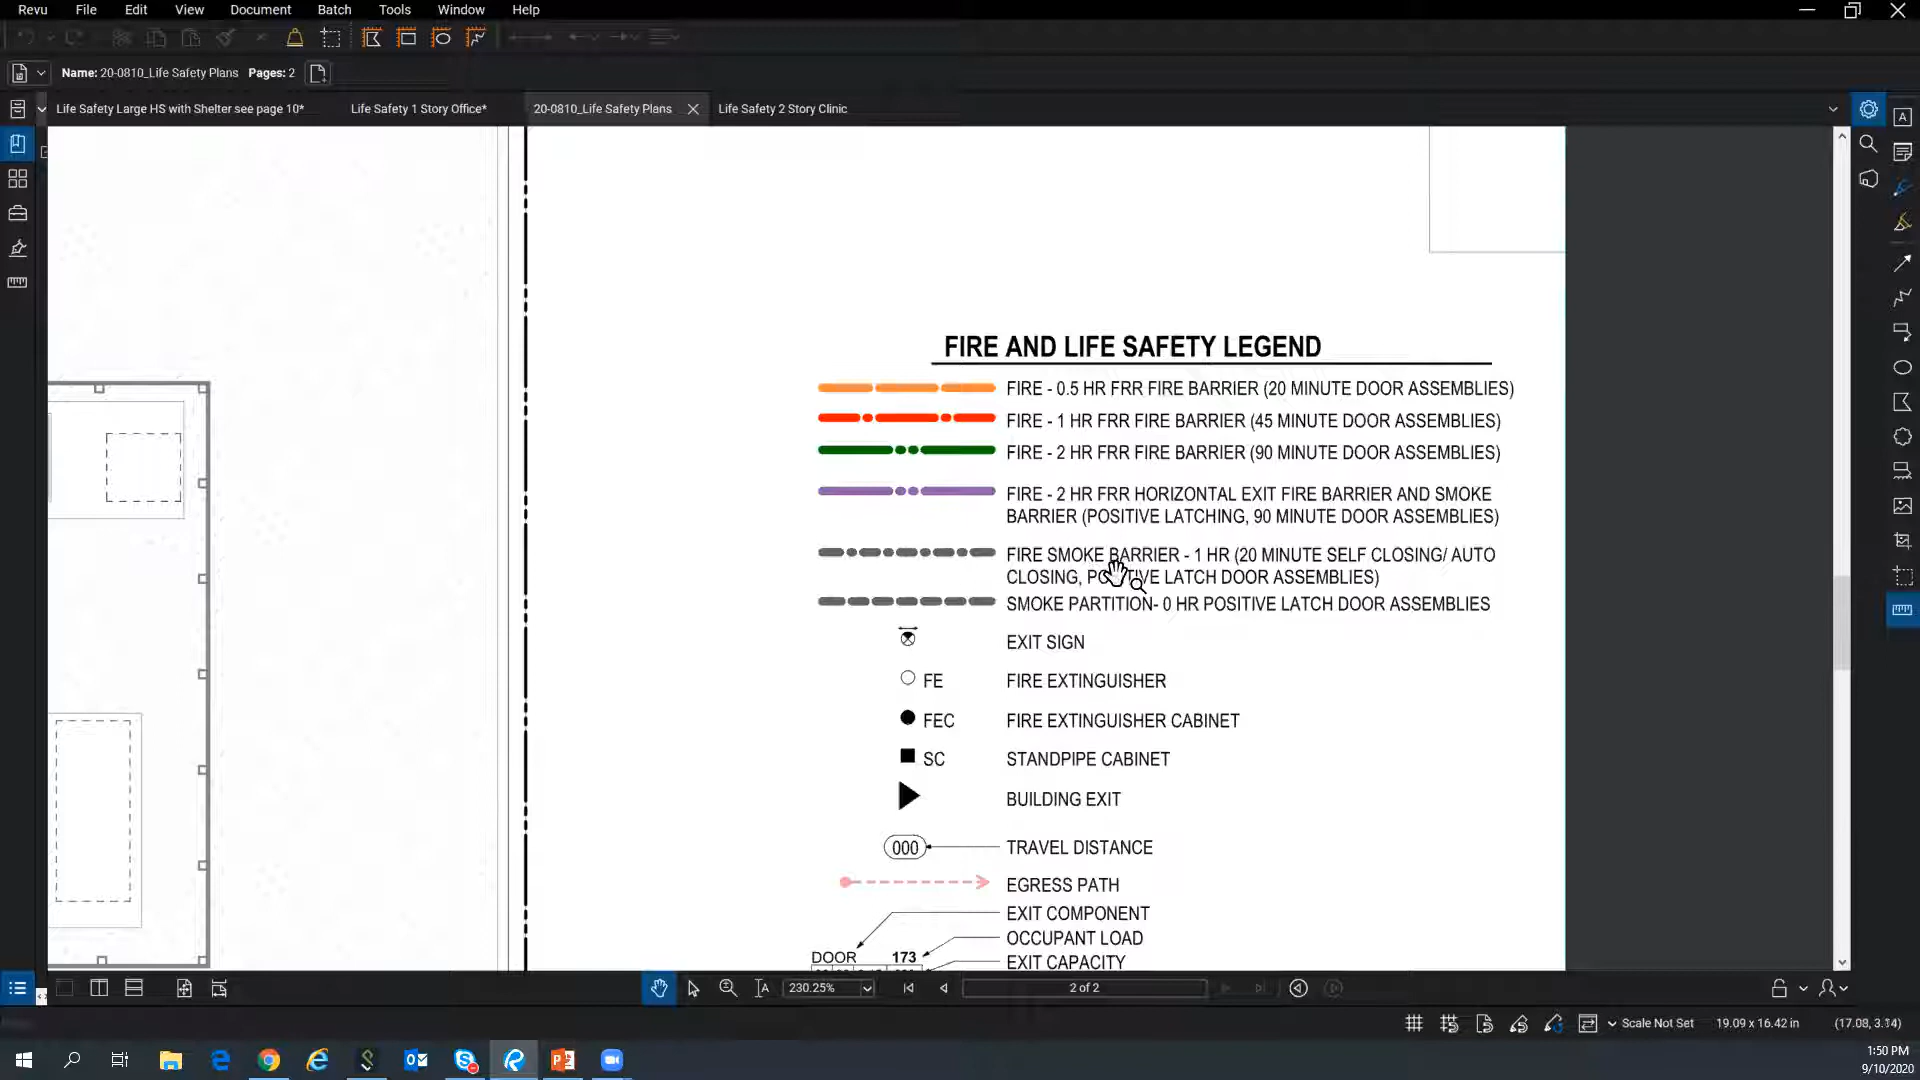 Revu File Edit View Document Batch Tools Window Help
Name: 20-0810_Life Safety Plans Pages: 2
Life Safety Large HS with Shelter see page 10* Life Safety 1 Story Office* 20-0810_Life Safety Plans Life Safety 2 Story Clinic
FIRE AND LIFE SAFETY LEGEND
FIRE - 0.5 HR FRR FIRE BARRIER (20 MINUTE DOOR ASSEMBLIES)
FIRE - 1 HR FRR FIRE BARRIER (45 MINUTE DOOR ASSEMBLIES)
FIRE - 2 HR FRR FIRE BARRIER (90 MINUTE DOOR ASSEMBLIES)
FIRE - 2 HR FRR HORIZONTAL EXIT FIRE BARRIER AND SMOKE
BARRIER (POSITIVE LATCHING, 90 MINUTE DOOR ASSEMBLIES)
FIRE SMOKE BARRIER - 1 HR (20 MINUTE SELF CLOSING/ AUTO
CLOSING, POSITIVE LATCH DOOR ASSEMBLIES)
SMOKE PARTITION- 0 HR POSITIVE LATCH DOOR ASSEMBLIES
EXIT SIGN
FE FIRE EXTINGUISHER
FEC FIRE EXTINGUISHER CABINET
SC STANDPIPE CABINET
BUILDING EXIT
000 TRAVEL DISTANCE
EGRESS PATH
EXIT COMPONENT
OCCUPANT LOAD
DOOR 173
EXIT CAPACITY
230.25% 2 of 2
Scale Not Set 19.09 x 16.42 in (17.08, 3.14)
1:50 PM
9/10/2020